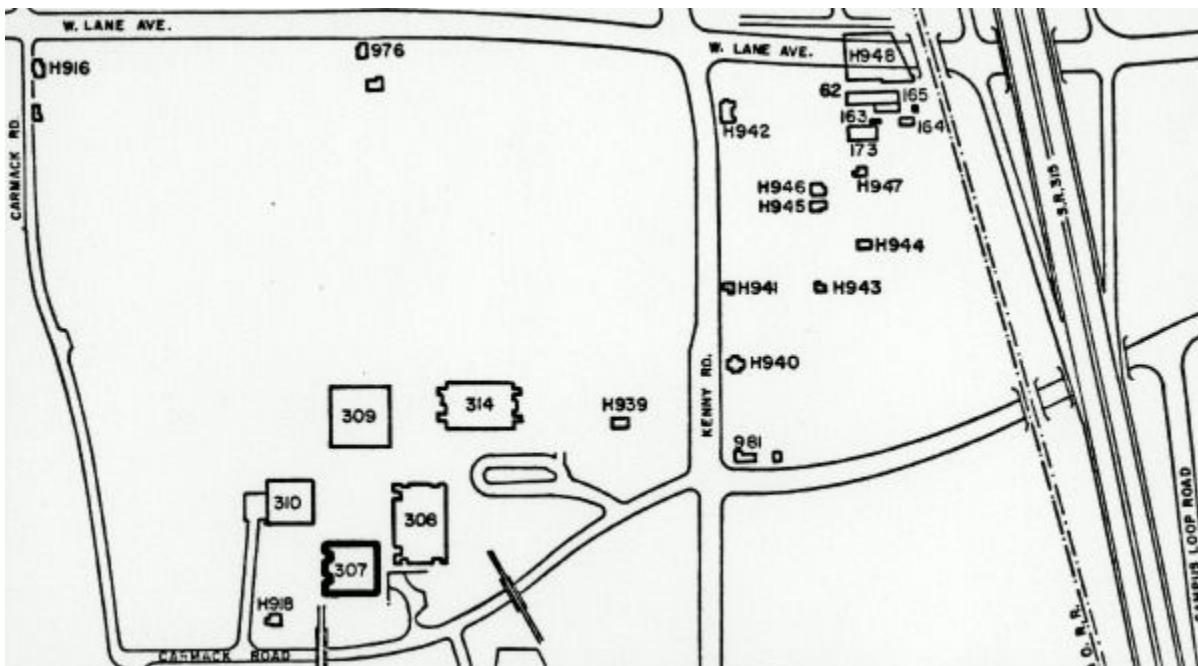 W. LANE AVE.
W. LANE AVE.
H916
976
H948
62
165
163
164
H942
173
H947
H946
H945
CARMACK RD.
S.R. 315
H944
H941
H943
H940
KENNY RD.
309
314
H939
981
310
308
307
H918
CARMACK ROAD
CAMPUS LOOP ROAD
O. R. R.